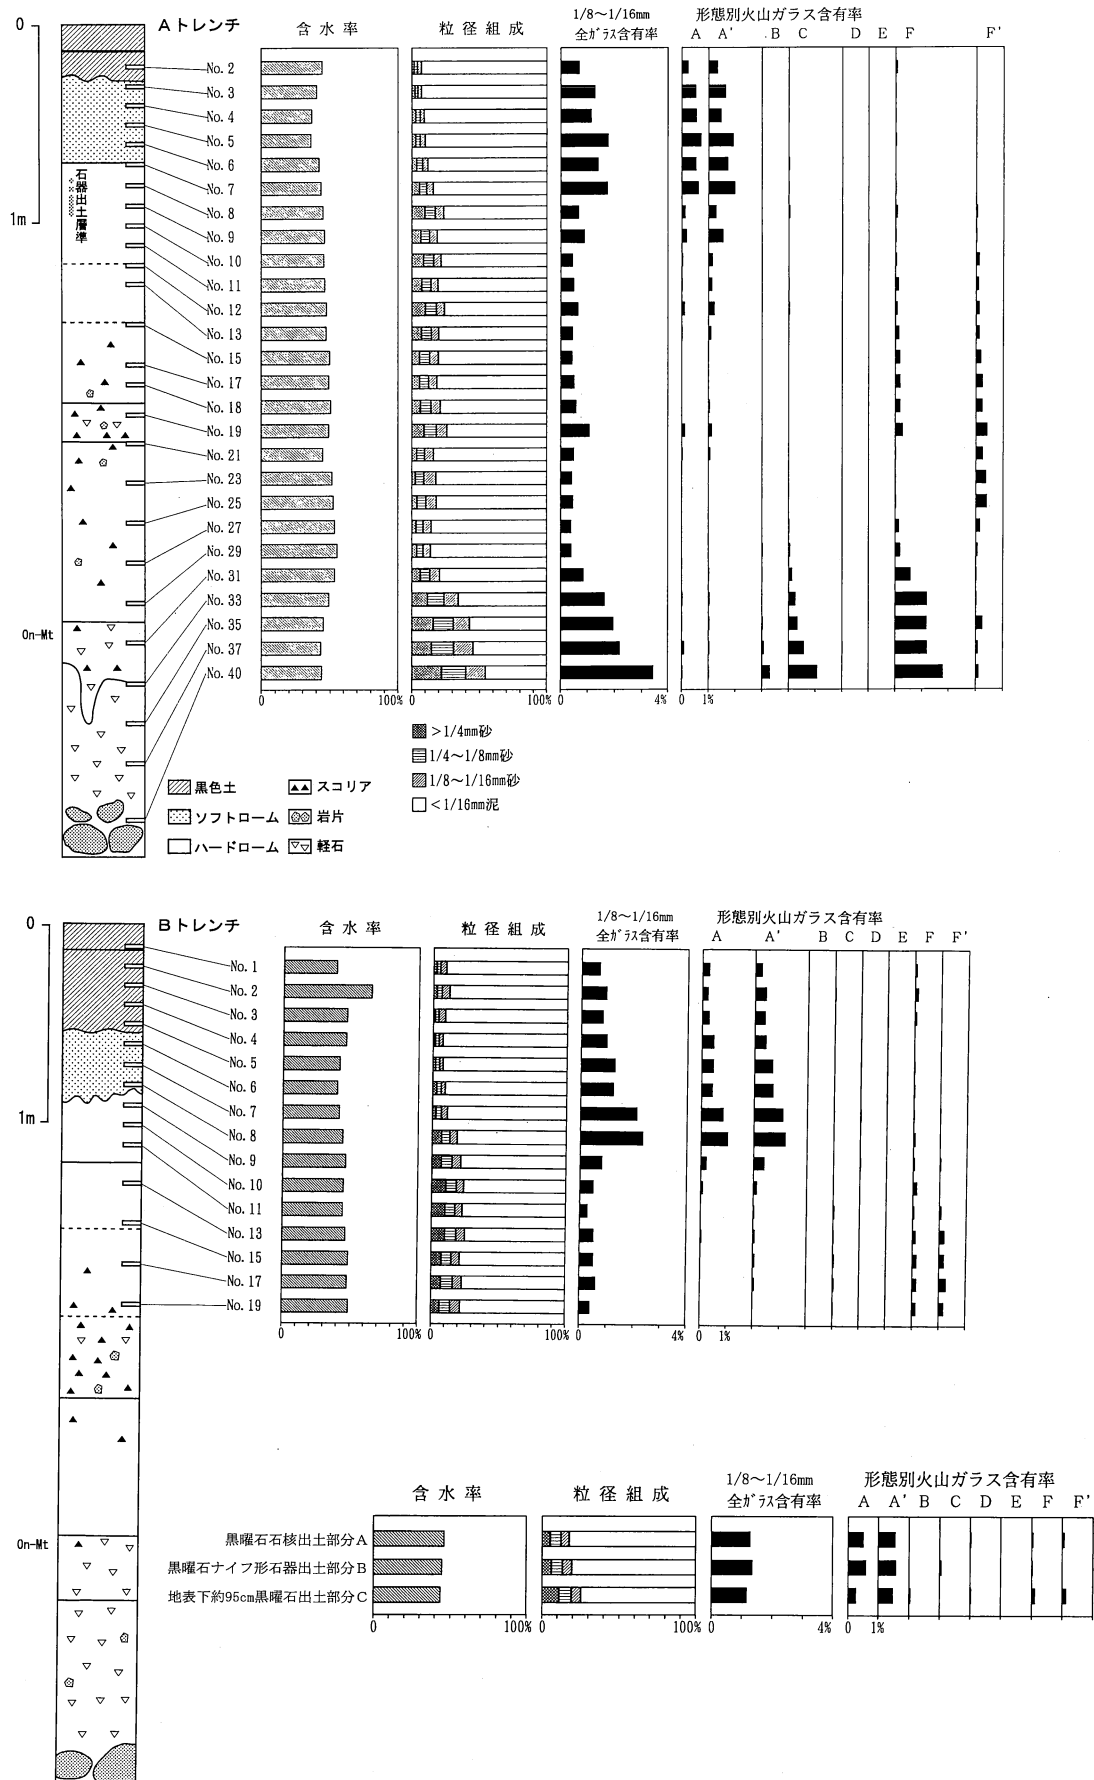 Aトレンチ
含水率
粒径組成
1/8～1/16mm
全ガラス含有率
形態別火山ガラス含有率
A A' B C D E F F'
0
1m
石器出土層準
On-Mt
No.2
No.3
No.4
No.5
No.6
No.7
No.8
No.9
No.10
No.11
No.12
No.13
No.15
No.17
No.18
No.19
No.21
No.23
No.25
No.27
No.29
No.31
No.33
No.35
No.37
No.40
0 100%
0 100%
0 4%
0 1%
>1/4mm砂
1/4～1/8mm砂
1/8～1/16mm砂
<1/16mm泥
黒色土
スコリア
ソフトローム
岩片
ハードローム
軽石
Bトレンチ
含水率
粒径組成
1/8～1/16mm
全ガラス含有率
形態別火山ガラス含有率
A A' B C D E F F'
0
1m
On-Mt
No.1
No.2
No.3
No.4
No.5
No.6
No.7
No.8
No.9
No.10
No.11
No.13
No.15
No.17
No.19
0 100%
0 100%
0 4%
0 1%
含水率
粒径組成
1/8～1/16mm
全ガラス含有率
形態別火山ガラス含有率
A A' B C D E F F'
黒曜石石核出土部分A
黒曜石ナイフ形石器出土部分B
地表下約95cm黒曜石出土部分C
0 100%
0 100%
0 4%
0 1%